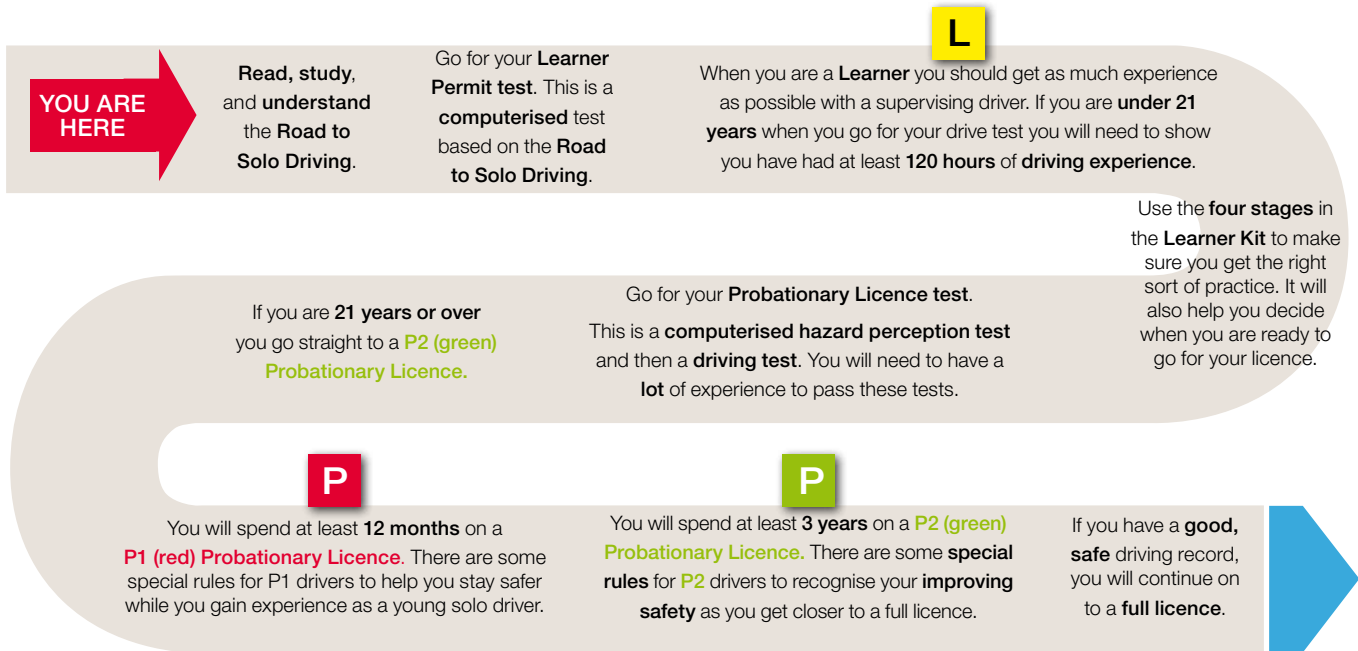 YOU ARE
HERE
Read, study,
and understand
the Road to
Solo Driving.
Go for your Learner
Permit test. This is a
computerised test
based on the Road
to Solo Driving.
L
When you are a Learner you should get as much experience
as possible with a supervising driver. If you are under 21
years when you go for your drive test you will need to show
you have had at least 120 hours of driving experience.
Use the four stages in
the Learner Kit to make
sure you get the right
sort of practice. It will
also help you decide
when you are ready to
go for your licence.
Go for your Probationary Licence test.
This is a computerised hazard perception test
and then a driving test. You will need to have a
lot of experience to pass these tests.
If you are 21 years or over
you go straight to a P2 (green)
Probationary Licence.
P
You will spend at least 12 months on a
P1 (red) Probationary Licence. There are some
special rules for P1 drivers to help you stay safer
while you gain experience as a young solo driver.
P
You will spend at least 3 years on a P2 (green)
Probationary Licence. There are some special
rules for P2 drivers to recognise your improving
safety as you get closer to a full licence.
If you have a good,
safe driving record,
you will continue on
to a full licence.